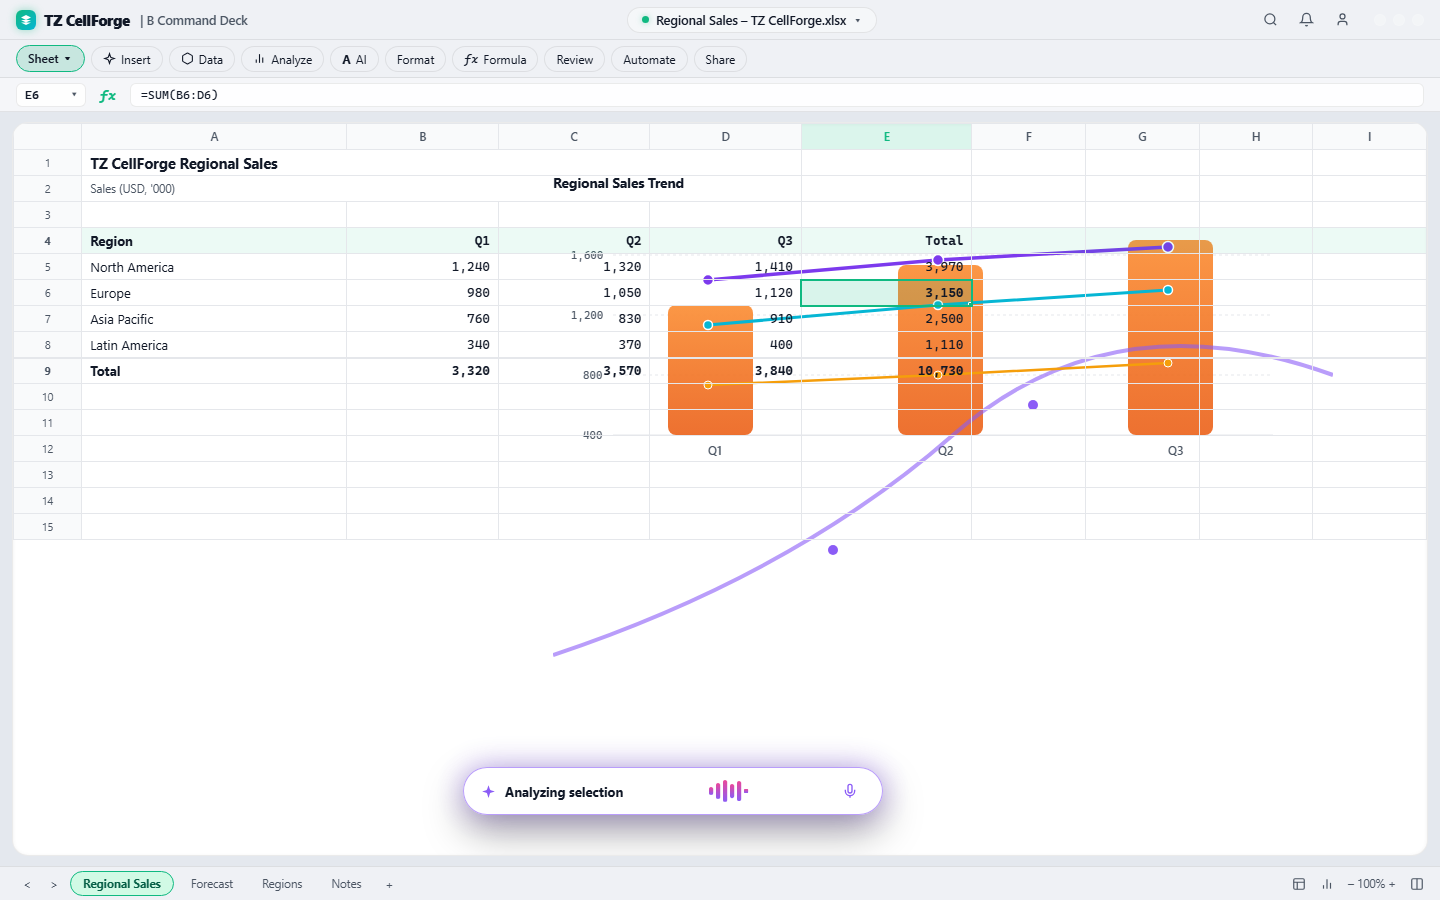 TZ CellForge | B Command Deck
Regional Sales – TZ CellForge.xlsx
Sheet Insert Data Analyze A AI Format fx Formula Review Automate Share
E6 fx =SUM(B6:D6)
A B C D E F G H I
1 TZ CellForge Regional Sales
2 Sales (USD, '000)
Regional Sales Trend
3
4 Region Q1 Q2 Q3 Total
1,600
5 North America 1,240 1,320 1,410 3,970
6 Europe 980 1,050 1,120 3,150
1,200
7 Asia Pacific 760 830 910 2,500
8 Latin America 340 370 400 1,110
9 Total 3,320 3,570 3,840 10,730
800
10
11
400
12
Q1 Q2 Q3
13
14
15
Analyzing selection
< > Regional Sales Forecast Regions Notes +
– 100% +